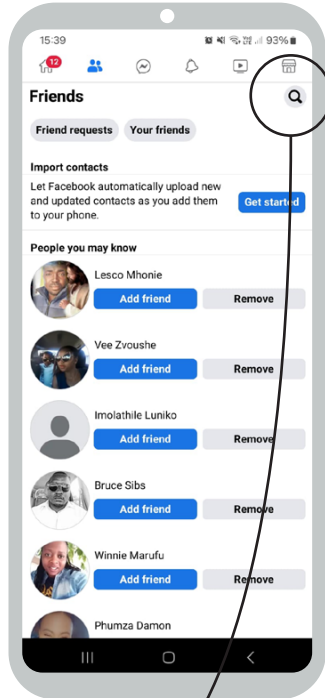 15:39 93%
12
Friends
Friend requests Your friends
Import contacts
Let Facebook automatically upload new
and updated contacts as you add them
to your phone.
Get started
People you may know
Lesco Mhonie
Add friend Remove
Vee Zvoushe
Add friend Remove
Imolathile Luniko
Add friend Remove
Bruce Sibs
Add friend Remove
Winnie Marufu
Add friend Remove
Phumza Damon